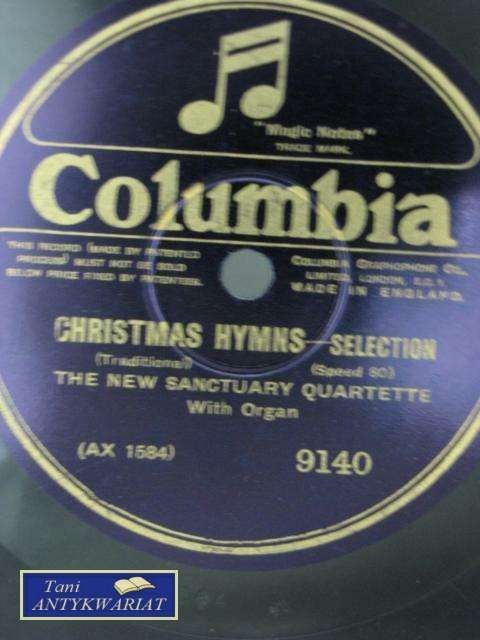 "Magic Notes"
TRADE MARK.
Columbia
THIS RECORD (MADE BY PATENTED
PROCESS) MUST NOT BE SOLD
BELOW PRICE FIXED BY PATENTEES.
COLUMBIA GRAPHOPHONE CO.,
LIMITED, LONDON, E.C.1.
MADE IN ENGLAND.
CHRISTMAS HYMNS—SELECTION
(Traditional) (Speed 80)
THE NEW SANCTUARY QUARTETTE
With Organ
(AX 1584) 9140
Tani
ANTYKWARIAT